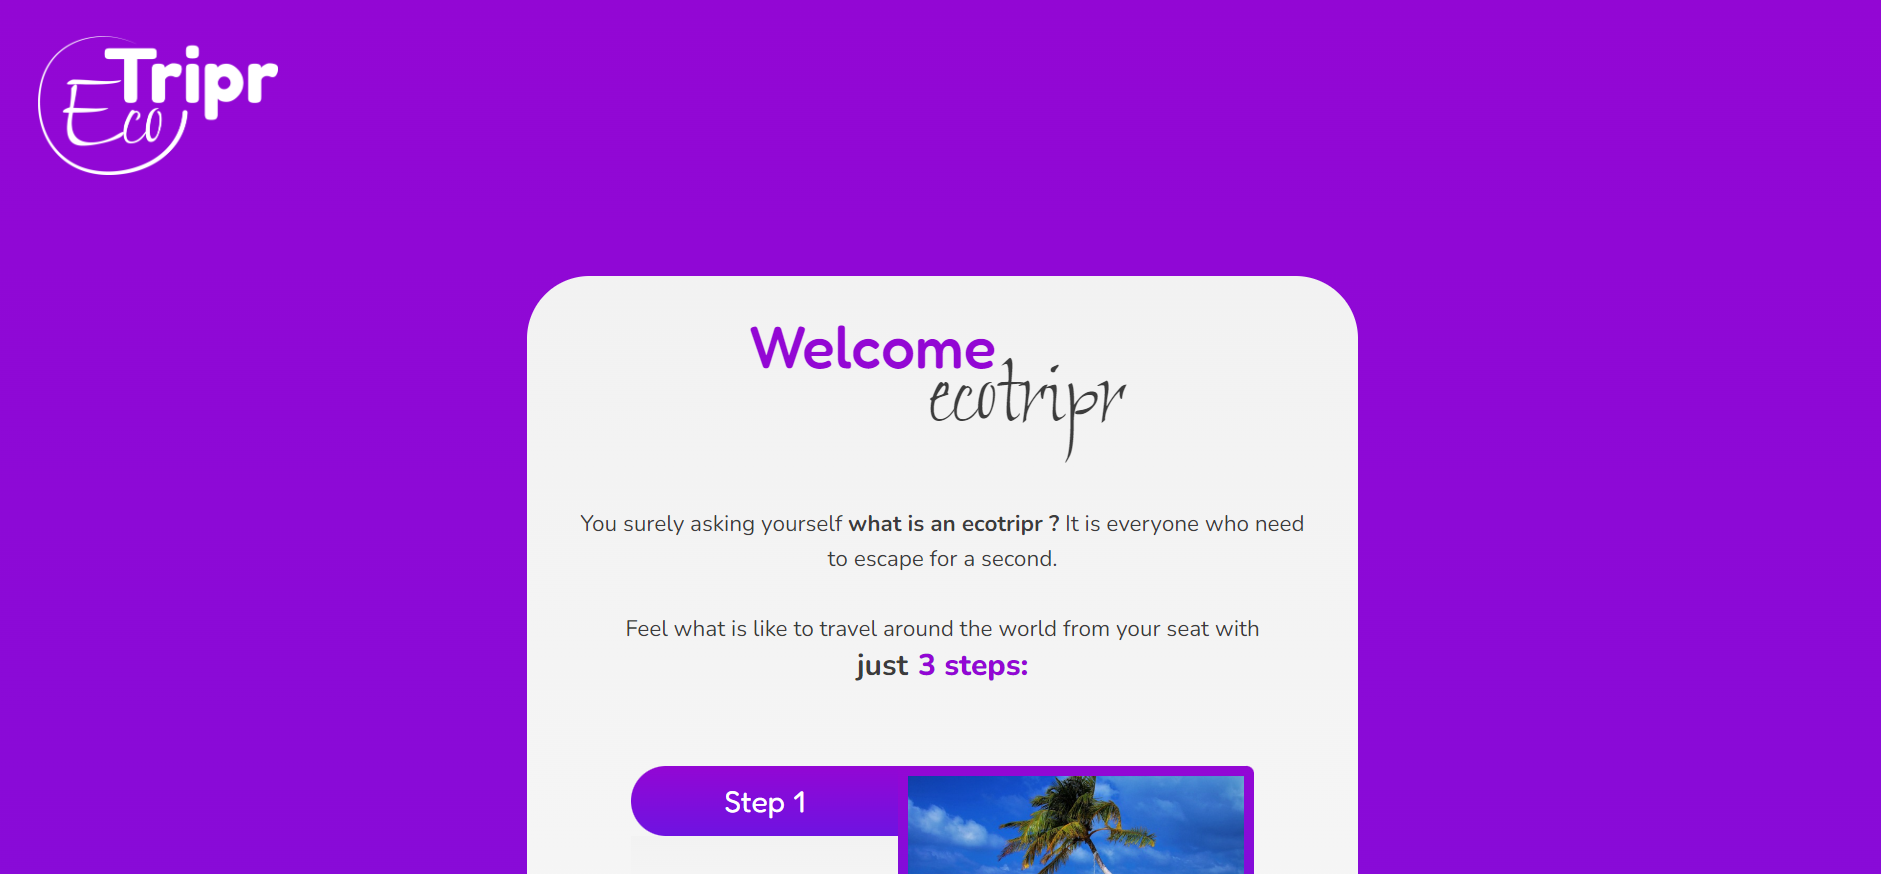 Tripr
Eco
Welcome
ecotripr
You surely asking yourself what is an ecotripr ? It is everyone who need
to escape for a second.
Feel what is like to travel around the world from your seat with
just 3 steps:
Step 1